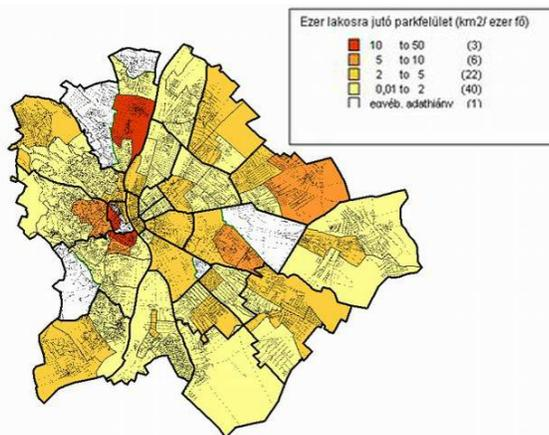 Ezer lakosra jutó parkfelület (km2/ ezer fő)
10 to 50 (3)
5 to 10 (6)
2 to 5 (22)
0,01 to 2 (40)
egyéb, adathiány (1)